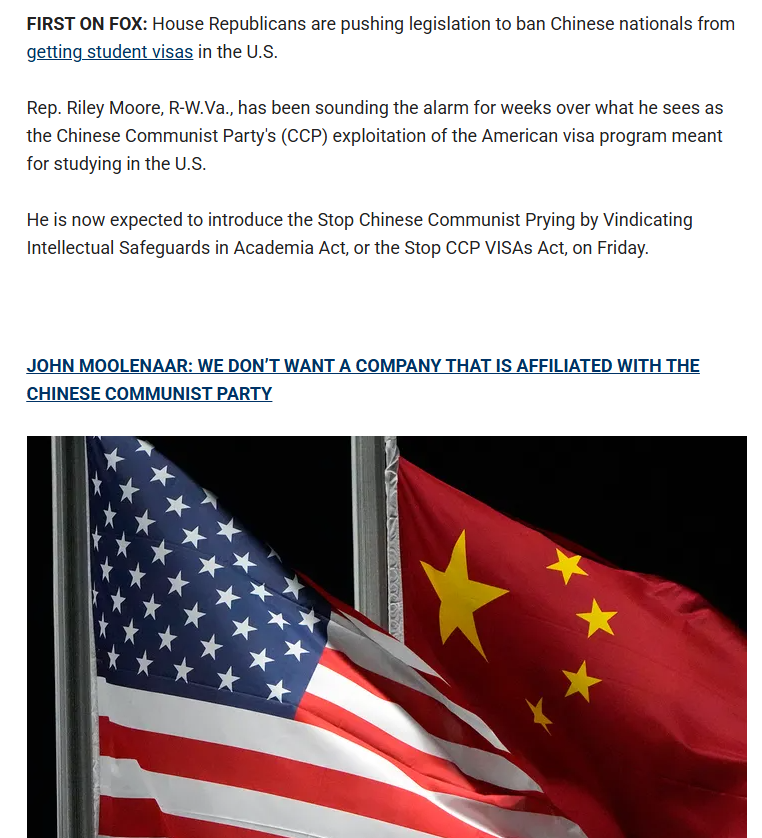 FIRST ON FOX: House Republicans are pushing legislation to ban Chinese nationals from
getting student visas in the U.S.
Rep. Riley Moore, R-W.Va., has been sounding the alarm for weeks over what he sees as
the Chinese Communist Party's (CCP) exploitation of the American visa program meant
for studying in the U.S.
He is now expected to introduce the Stop Chinese Communist Prying by Vindicating
Intellectual Safeguards in Academia Act, or the Stop CCP VISAs Act, on Friday.
JOHN MOOLENAAR: WE DON’T WANT A COMPANY THAT IS AFFILIATED WITH THE
CHINESE COMMUNIST PARTY